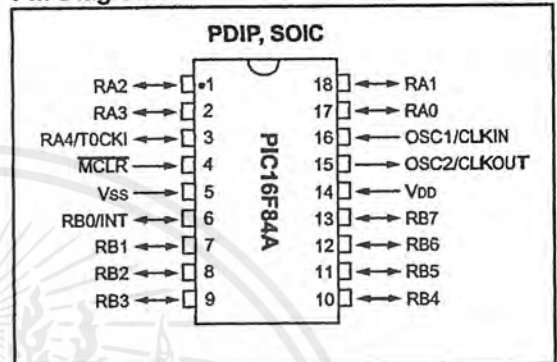 PDIP, SOIC
RA2 1 18 RA1
RA3 2 17 RA0
RA4/T0CKI 3 16 OSC1/CLKIN
MCLR 4 15 OSC2/CLKOUT
VSS 5 14 VDD
RB0/INT 6 13 RB7
RB1 7 12 RB6
RB2 8 11 RB5
RB3 9 10 RB4
PIC16F84A